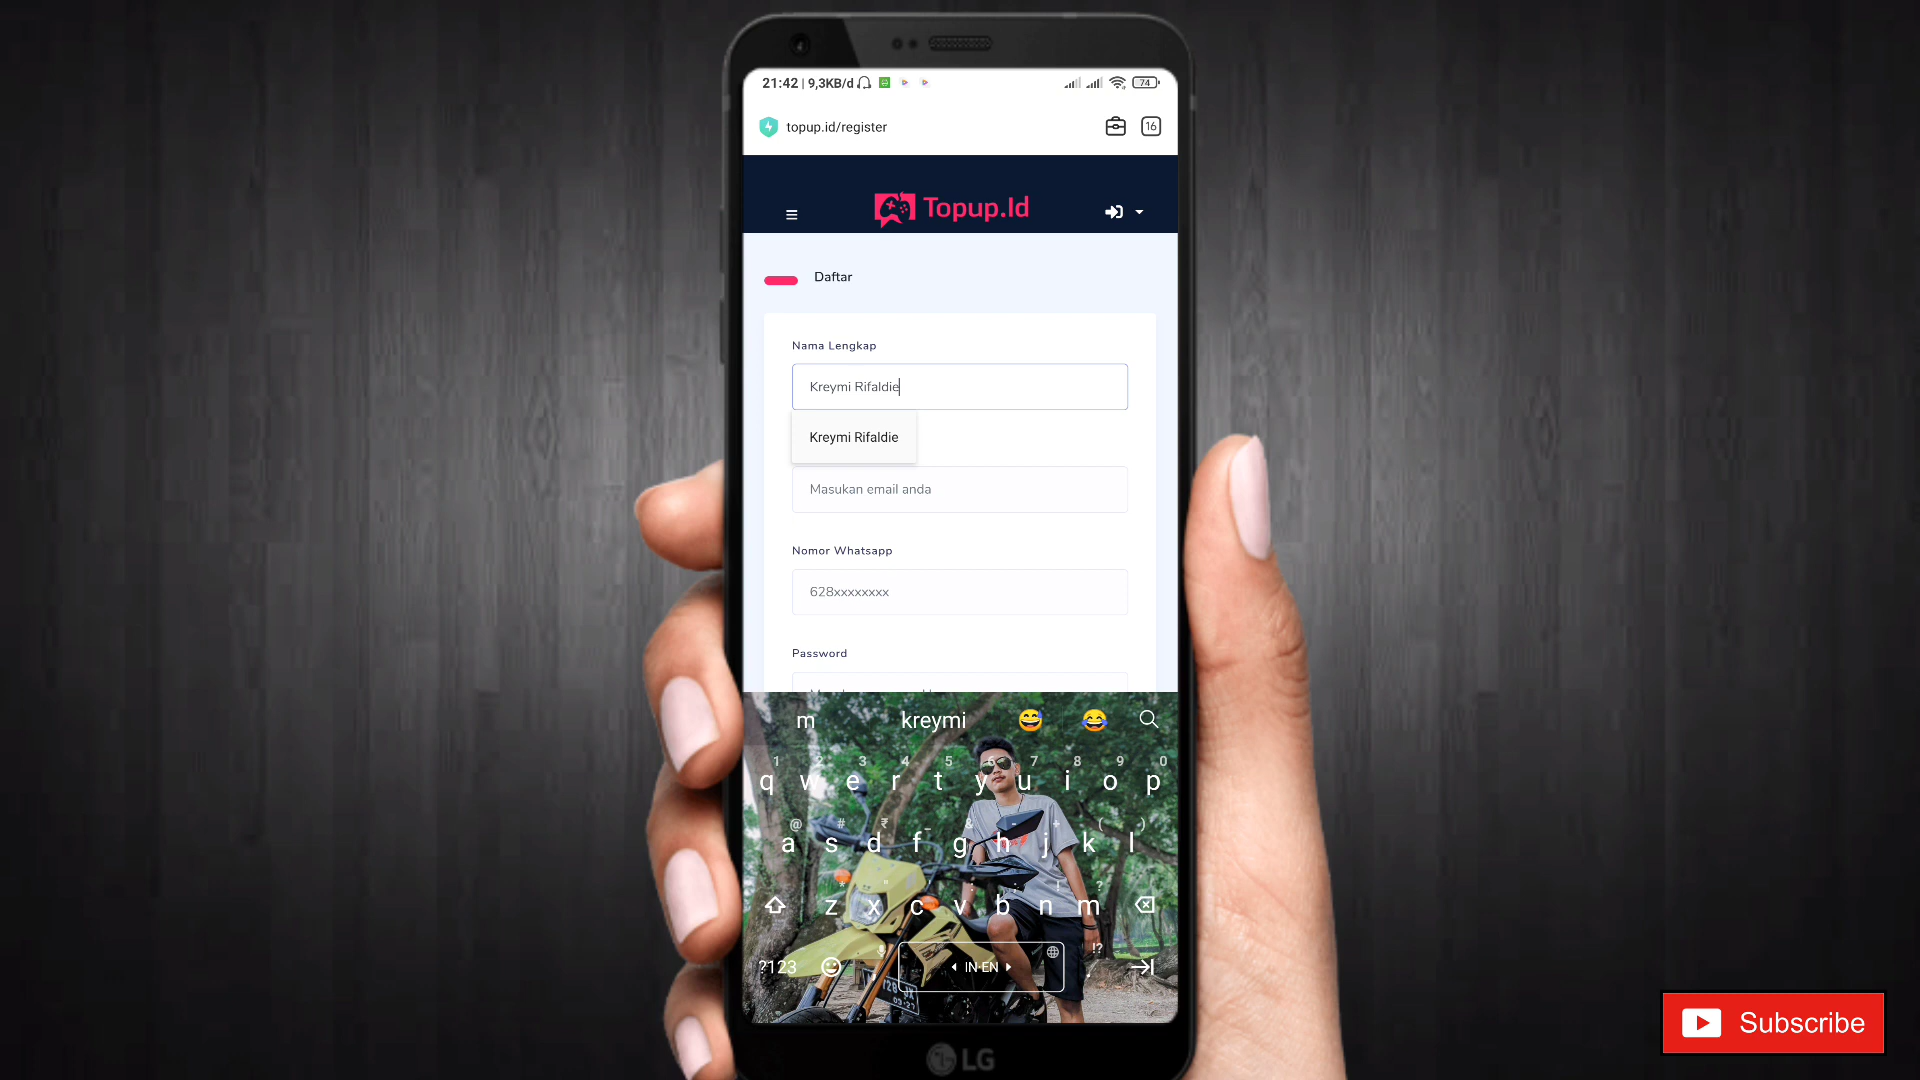 21:42 | 9,3KB/d
74
topup.id/register
16
Topup.Id
Daftar
Nama Lengkap
Kreymi Rifaldie
Kreymi Rifaldie
Masukan email anda
Nomor Whatsapp
628xxxxxxxx
Password
m kreymi 😅 😂
1 2 3 4 5 6 7 8 9 0
q w e r t y u i o p
@ # ₹ _ & - + ( )
a s d f g h j k l
* " ' : ; ! ?
z x c v b n m
!?
?123 , IN·EN .
LG
Subscribe